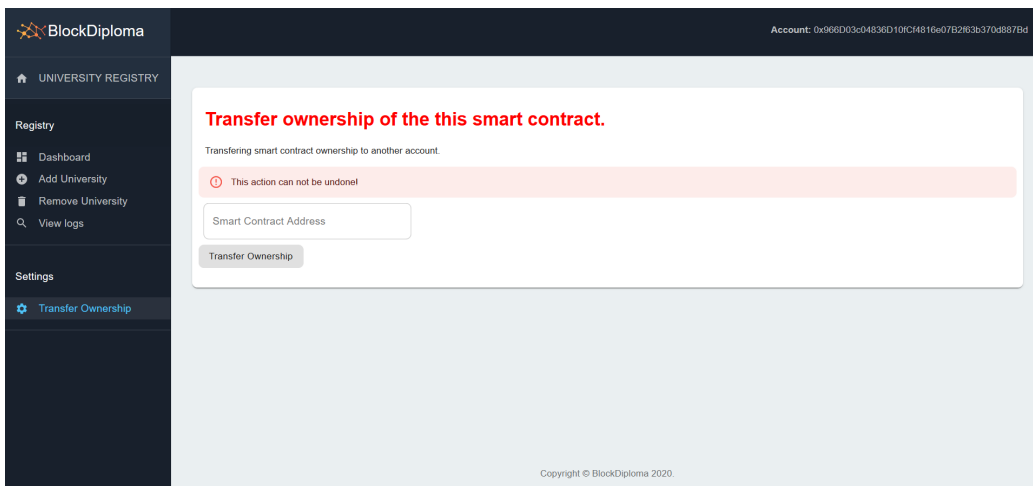 BlockDiploma
Account: 0x966D03c04836D10fCf4816e07B2f63b370d887Bd
UNIVERSITY REGISTRY
Registry
Dashboard
Add University
Remove University
View logs
Settings
Transfer Ownership
Transfer ownership of the this smart contract.
Transfering smart contract ownership to another account.
This action can not be undone!
Smart Contract Address
Transfer Ownership
Copyright © BlockDiploma 2020.